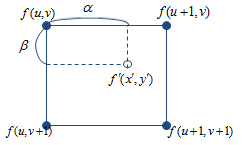 f(u,v) α f(u+1,v)
β
f'(x',y')
f(u,v+1) f(u+1,v+1)